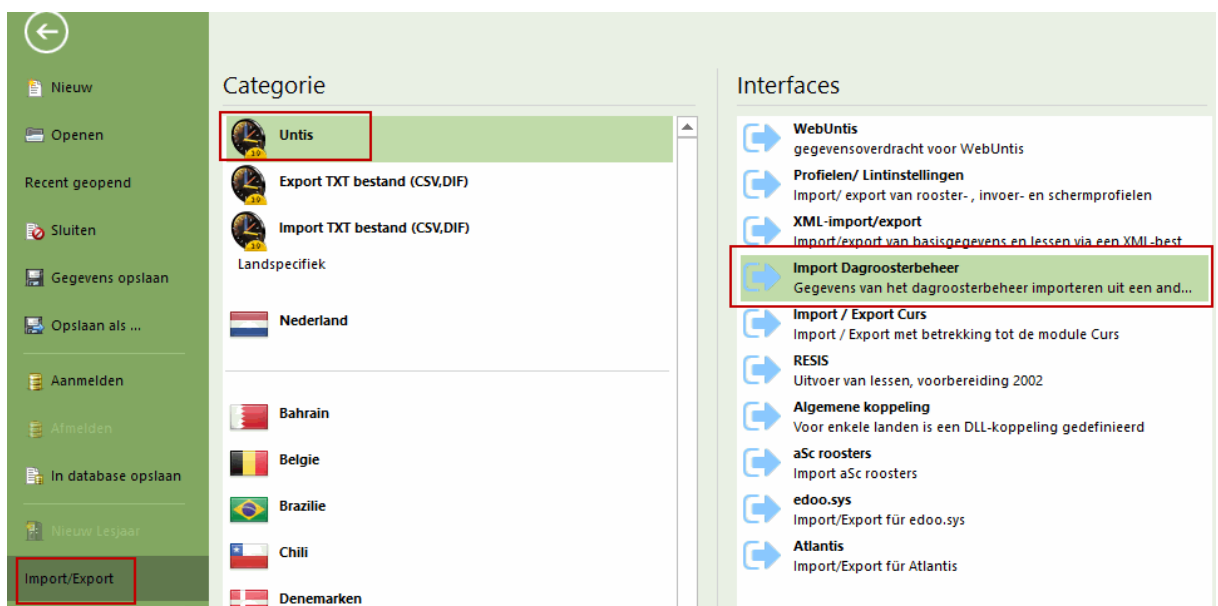 Nieuw
Openen
Recent geopend
Sluiten
Gegevens opslaan
Opslaan als ...
Aanmelden
Afmelden
In database opslaan
Nieuw Lesjaar
Import/Export
Categorie
Untis
Export TXT bestand (CSV,DIF)
Import TXT bestand (CSV,DIF)
Landspecifiek
Nederland
Bahrain
Belgie
Brazilie
Chili
Denemarken
Interfaces
WebUntis
gegevensoverdracht voor WebUntis
Profielen/ Lintinstellingen
Import/ export van rooster- , invoer- en schermprofielen
XML-import/export
Import/export van basisgegevens en lessen via een XML-best
Import Dagroosterbeheer
Gegevens van het dagroosterbeheer importeren uit een and...
Import / Export Curs
Import / Export met betrekking tot de module Curs
RESIS
Uitvoer van lessen, voorbereiding 2002
Algemene koppeling
Voor enkele landen is een DLL-koppeling gedefinieerd
aSc roosters
Import aSc roosters
edoo.sys
Import/Export für edoo.sys
Atlantis
Import/Export für Atlantis